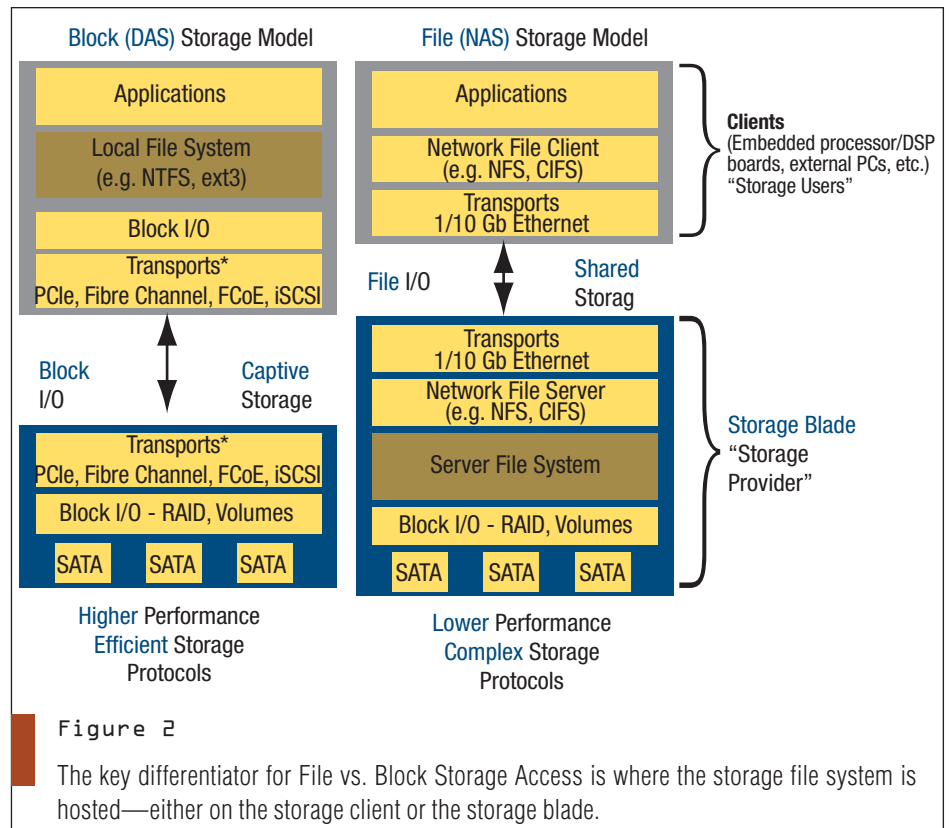 Block (DAS) Storage Model
Applications
Local File System
(e.g. NTFS, ext3)
Block I/O
Transports*
PCIe, Fibre Channel, FCoE, iSCSI
Block
I/O
Captive
Storage
Transports*
PCIe, Fibre Channel, FCoE, iSCSI
Block I/O - RAID, Volumes
SATA
SATA
SATA
Higher Performance
Efficient Storage
Protocols
File (NAS) Storage Model
Applications
Network File Client
(e.g. NFS, CIFS)
Transports
1/10 Gb Ethernet
File I/O
Shared
Storag
Transports
1/10 Gb Ethernet
Network File Server
(e.g. NFS, CIFS)
Server File System
Block I/O - RAID, Volumes
SATA
SATA
SATA
Lower Performance
Complex Storage
Protocols
Clients
(Embedded processor/DSP
boards, external PCs, etc.)
“Storage Users”
Storage Blade
“Storage
Provider”
Figure 2
The key differentiator for File vs. Block Storage Access is where the storage file system is
hosted—either on the storage client or the storage blade.